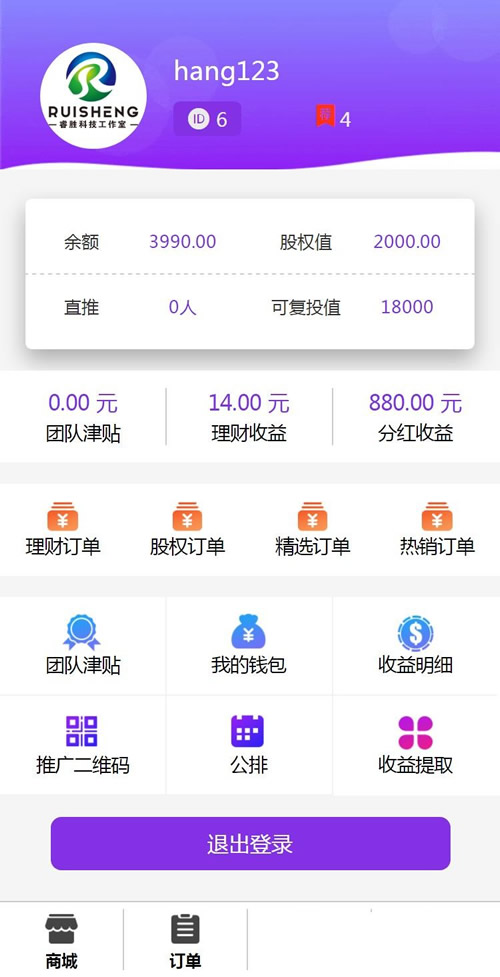 hang123
RUISHENG
睿胜科技工作室
ID 6
4
余额 3990.00 股权值 2000.00
直推 0人 可复投值 18000
0.00 元 14.00 元 880.00 元
团队津贴 理财收益 分红收益
¥ ¥ ¥ ¥
理财订单 股权订单 精选订单 热销订单
¥ $
团队津贴 我的钱包 收益明细
推广二维码 公排 收益提取
退出登录
商城 订单